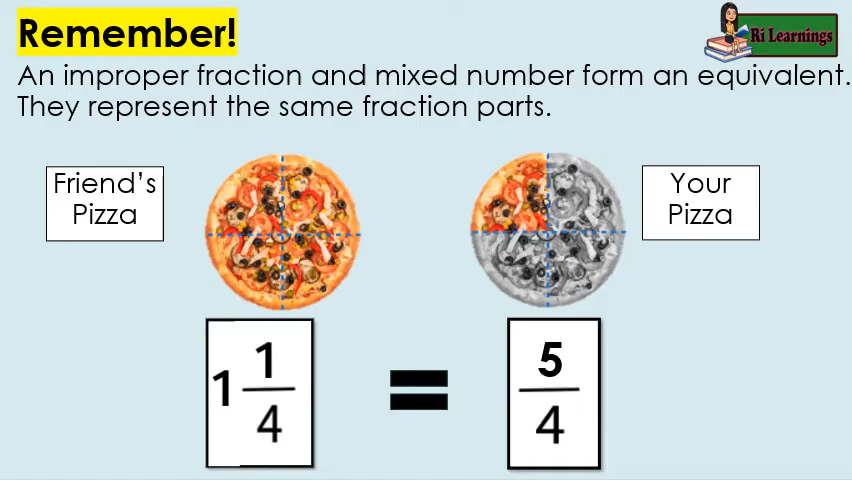 Remember!
Ri Learnings
An improper fraction and mixed number form an equivalent.
They represent the same fraction parts.
Friend's
Pizza
Your
Pizza
1 1/4 = 5/4